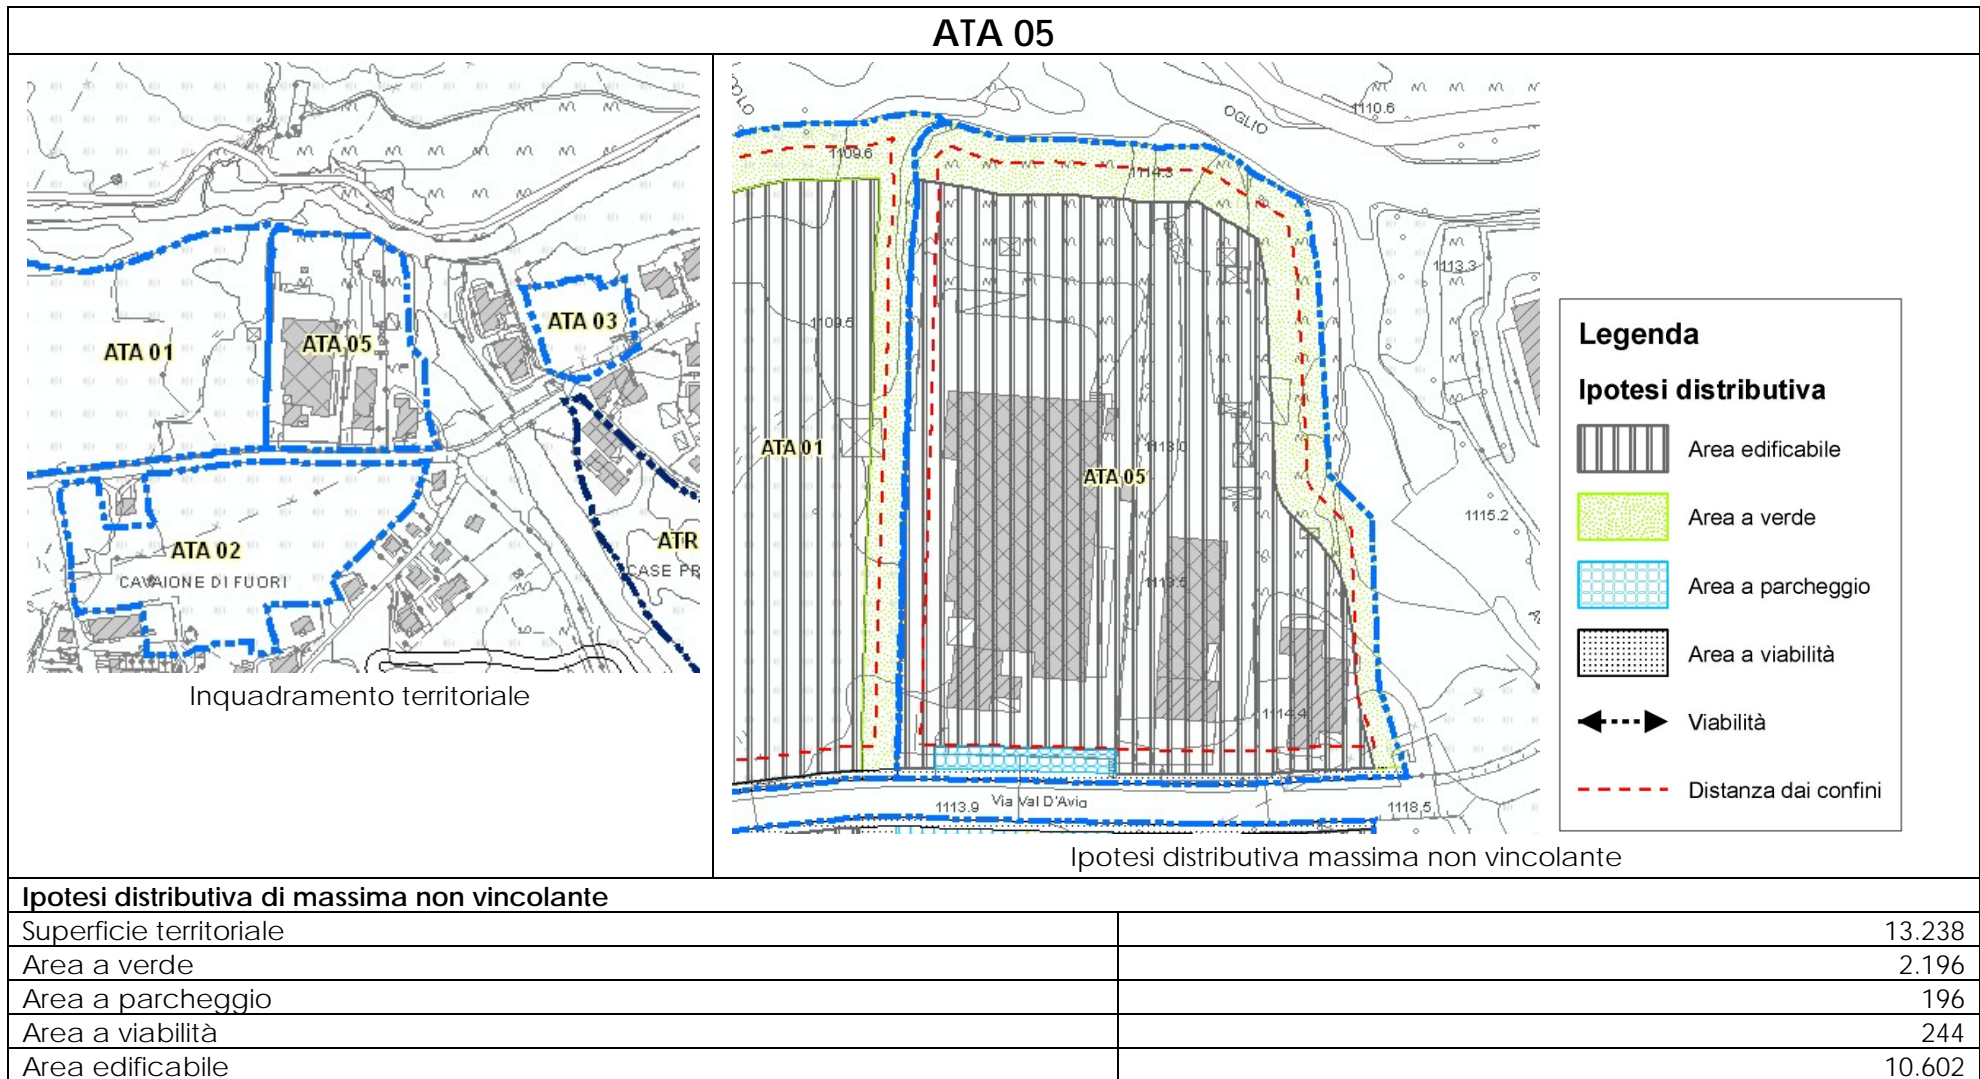 ATA 05
ATA 01
ATA 05
ATA 03
ATA 02
CAVAIONE DI FUORI
ATR
CASE PR
Inquadramento territoriale
OGLIO
1110.6
1109.6
1114.3
1113.3
1109.5
ATA 01
1113.0
ATA 05
1115.2
1113.5
1114.4
1113.9
Via Val D'Avio
1118.5
Ipotesi distributiva massima non vincolante
Legenda
Ipotesi distributiva
Area edificabile
Area a verde
Area a parcheggio
Area a viabilità
Viabilità
Distanza dai confini
Ipotesi distributiva di massima non vincolante
Superficie territoriale 13.238
Area a verde 2.196
Area a parcheggio 196
Area a viabilità 244
Area edificabile 10.602